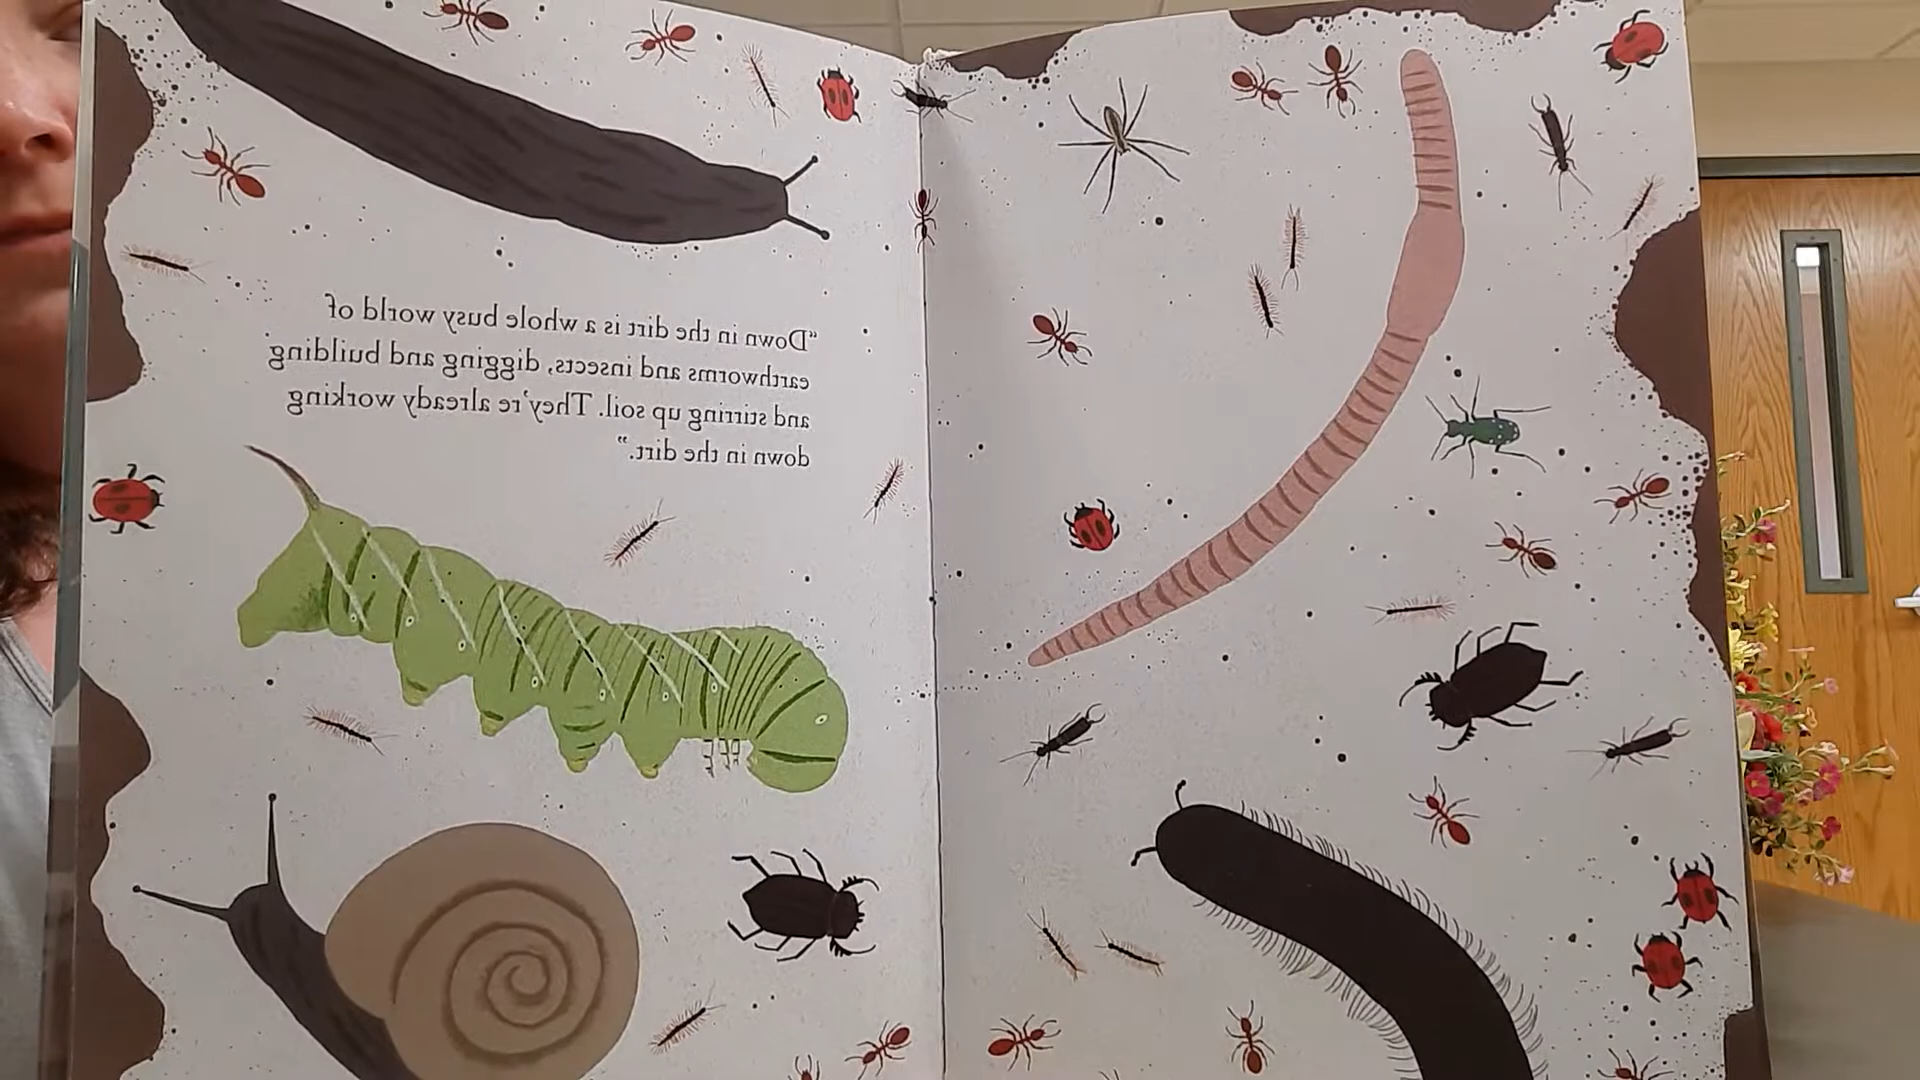 “Down in the dirt is a whole busy world of
earthworms and insects, digging and building
and stirring up soil. They’re already working
down in the dirt.”